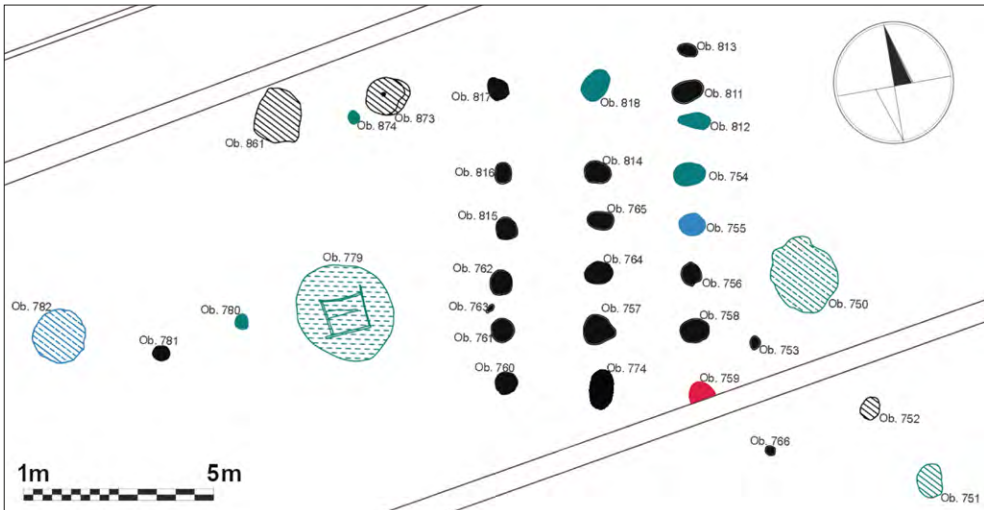 Ob. 813
Ob. 817
Ob. 818
Ob. 811
Ob. 873
Ob. 874
Ob. 812
Ob. 861
Ob. 814
Ob. 816
Ob. 754
Ob. 765
Ob. 815
Ob. 755
Ob. 779
Ob. 764
Ob. 762
Ob. 756
Ob. 750
Ob. 782
Ob. 780
Ob. 763
Ob. 757
Ob. 758
Ob. 781
Ob. 761
Ob. 753
Ob. 760
Ob. 774
Ob. 759
Ob. 752
Ob. 766
1m 5m
Ob. 751